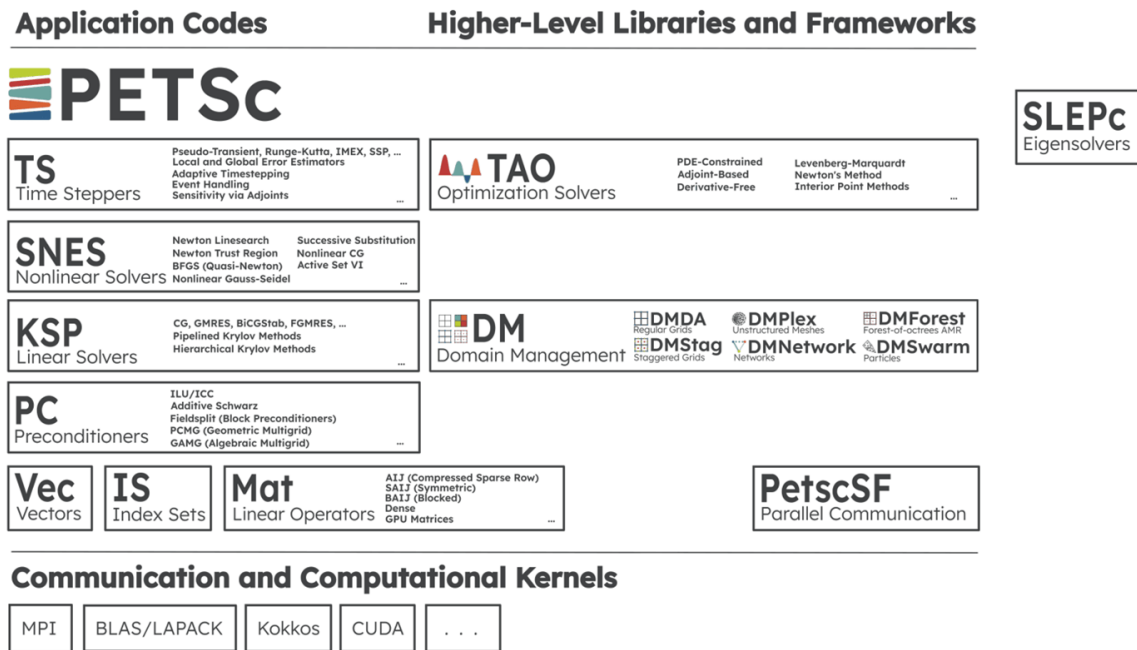 Application Codes
Higher-Level Libraries and Frameworks
PETSc
SLEPc
Eigensolvers
TS
Time Steppers
Pseudo-Transient, Runge-Kutta, IMEX, SSP, ...
Local and Global Error Estimators
Adaptive Timestepping
Event Handling
Sensitivity via Adjoints
...
TAO
Optimization Solvers
PDE-Constrained
Adjoint-Based
Derivative-Free
Levenberg-Marquardt
Newton's Method
Interior Point Methods
...
SNES
Nonlinear Solvers
Newton Linesearch
Newton Trust Region
BFGS (Quasi-Newton)
Nonlinear Gauss-Seidel
Successive Substitution
Nonlinear CG
Active Set VI
...
KSP
Linear Solvers
CG, GMRES, BiCGStab, FGMRES, ...
Pipelined Krylov Methods
Hierarchical Krylov Methods
...
DM
Domain Management
DMDA
Regular Grids
DMStag
Staggered Grids
DMPlex
Unstructured Meshes
DMNetwork
Networks
DMForest
Forest-of-octrees AMR
DMSwarm
Particles
PC
Preconditioners
ILU/ICC
Additive Schwarz
Fieldsplit (Block Preconditioners)
PCMG (Geometric Multigrid)
GAMG (Algebraic Multigrid)
...
Vec
Vectors
IS
Index Sets
Mat
Linear Operators
AIJ (Compressed Sparse Row)
SAIJ (Symmetric)
BAIJ (Blocked)
Dense
GPU Matrices
...
PetscSF
Parallel Communication
Communication and Computational Kernels
MPI
BLAS/LAPACK
Kokkos
CUDA
. . .